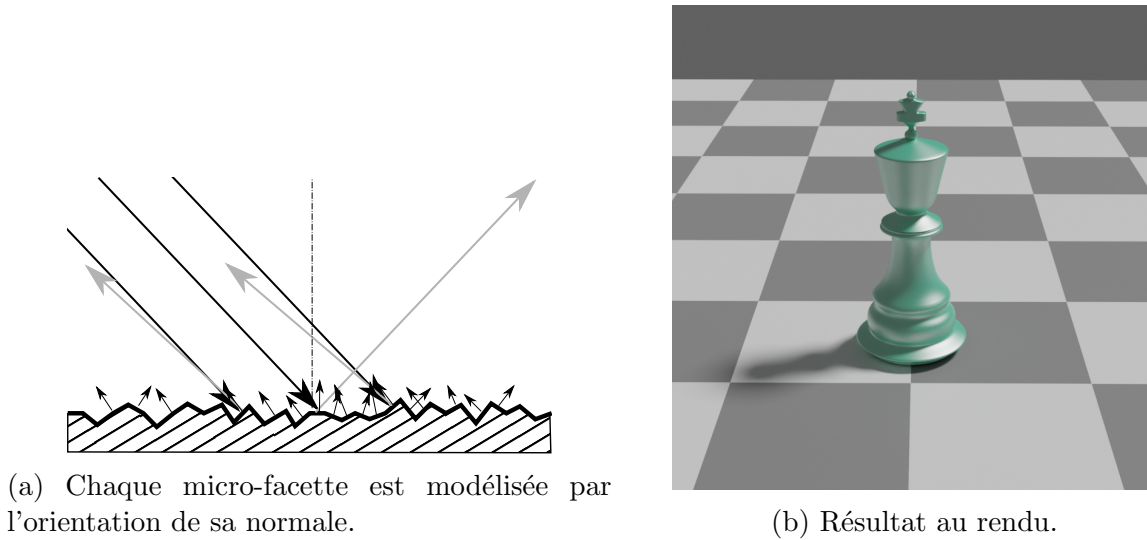 (a) Chaque micro-facette est modélisée par
l'orientation de sa normale.
(b) Résultat au rendu.